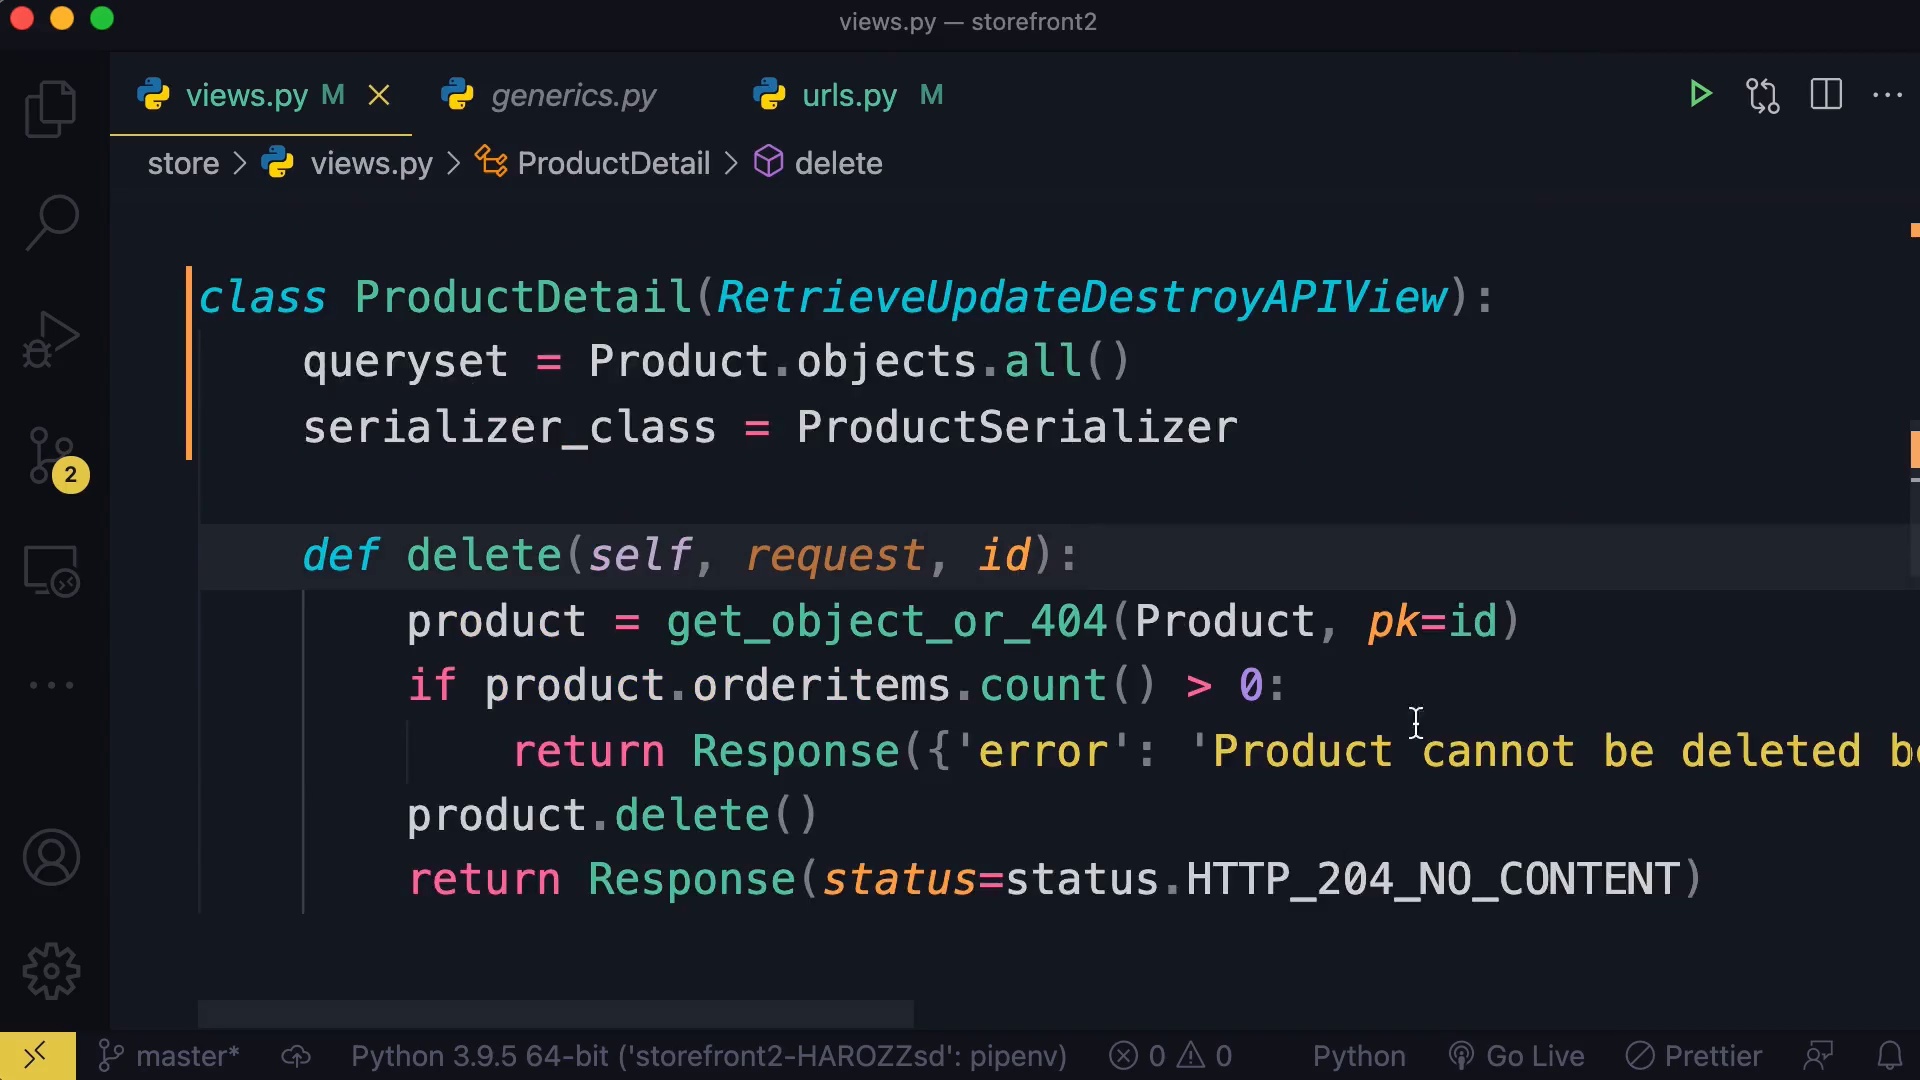 views.py — storefront2
views.py M generics.py urls.py M
store > views.py > ProductDetail > delete
class ProductDetail(RetrieveUpdateDestroyAPIView):
queryset = Product.objects.all()
serializer_class = ProductSerializer
def delete(self, request, id):
product = get_object_or_404(Product, pk=id)
if product.orderitems.count() > 0:
return Response({'error': 'Product cannot be deleted
product.delete()
return Response(status=status.HTTP_204_NO_CONTENT)
2
master* Python 3.9.5 64-bit ('storefront2-HAROZZsd': pipenv) 0 0 Python Go Live Prettier